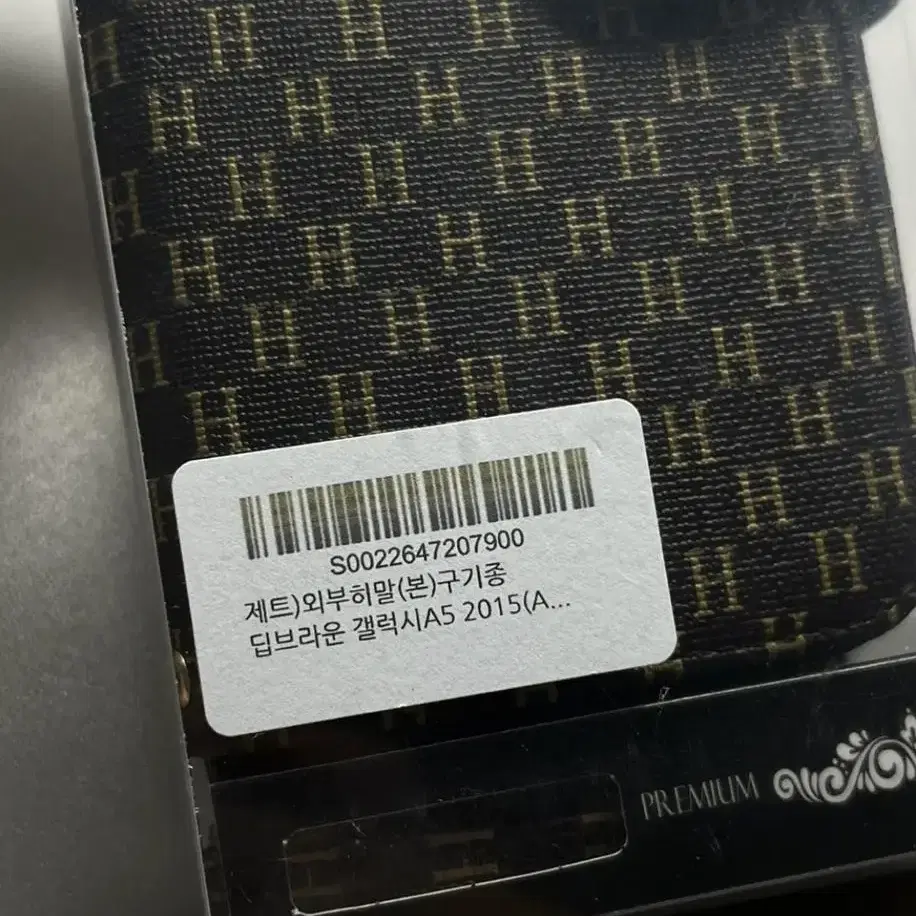 S0022647207900
제트)외부히말(본)구기종
딥브라운 갤럭시A5 2015(A...
PREMIUM